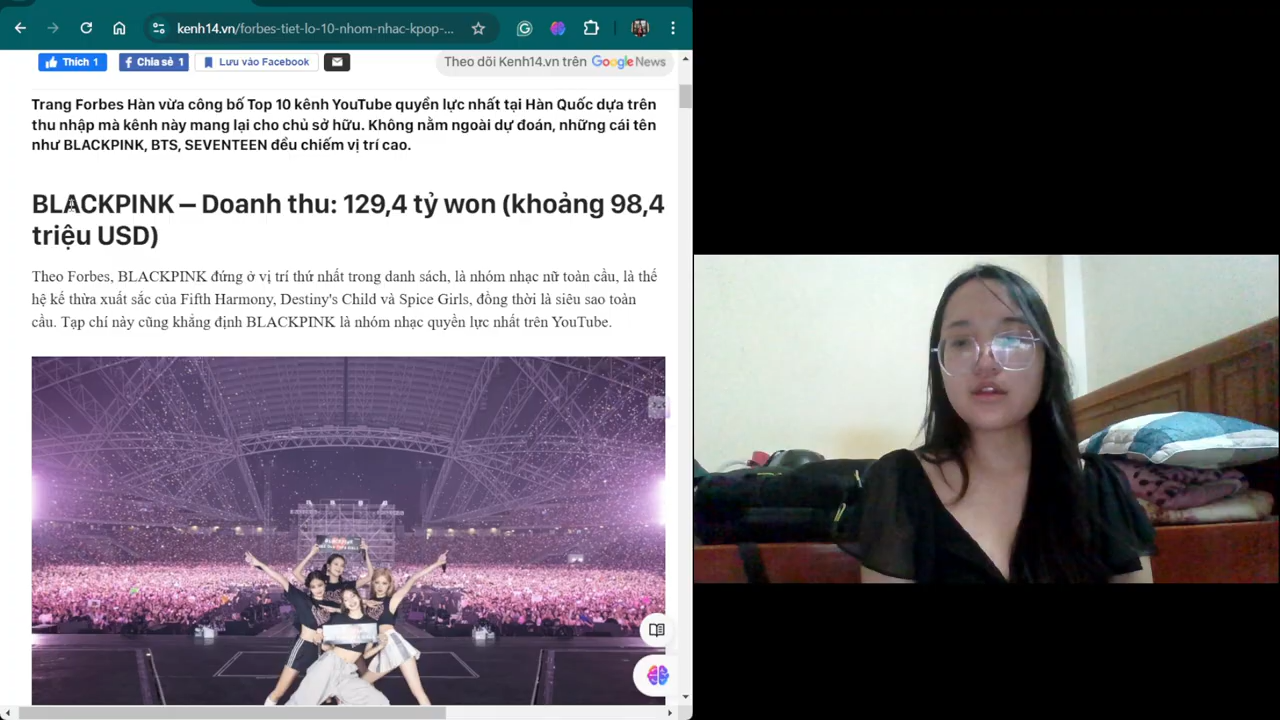 kenh14.vn/forbes-tiet-lo-10-nhom-nhac-kpop-...
Thích 1
Chia sẻ 1
Lưu vào Facebook
Theo dõi Kenh14.vn trên Google News
Trang Forbes Hàn vừa công bố Top 10 kênh YouTube quyền lực nhất tại Hàn Quốc dựa trên
thu nhập mà kênh này mang lại cho chủ sở hữu. Không nằm ngoài dự đoán, những cái tên
như BLACKPINK, BTS, SEVENTEEN đều chiếm vị trí cao.
BLACKPINK – Doanh thu: 129,4 tỷ won (khoảng 98,4
triệu USD)
Theo Forbes, BLACKPINK đứng ở vị trí thứ nhất trong danh sách, là nhóm nhạc nữ toàn cầu, là thế
hệ kế thừa xuất sắc của Fifth Harmony, Destiny's Child và Spice Girls, đồng thời là siêu sao toàn
cầu. Tạp chí này cũng khẳng định BLACKPINK là nhóm nhạc quyền lực nhất trên YouTube.